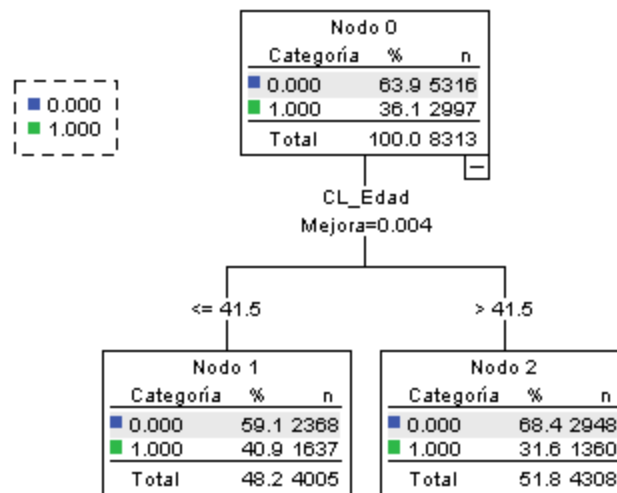 Nodo 0
Categoría % n
0.000 63.9 5316
1.000 36.1 2997
Total 100.0 8313
0.000
1.000
CL_Edad
Mejora=0.004
<= 41.5
> 41.5
Nodo 1
Categoría % n
0.000 59.1 2368
1.000 40.9 1637
Total 48.2 4005
Nodo 2
Categoría % n
0.000 68.4 2948
1.000 31.6 1360
Total 51.8 4308